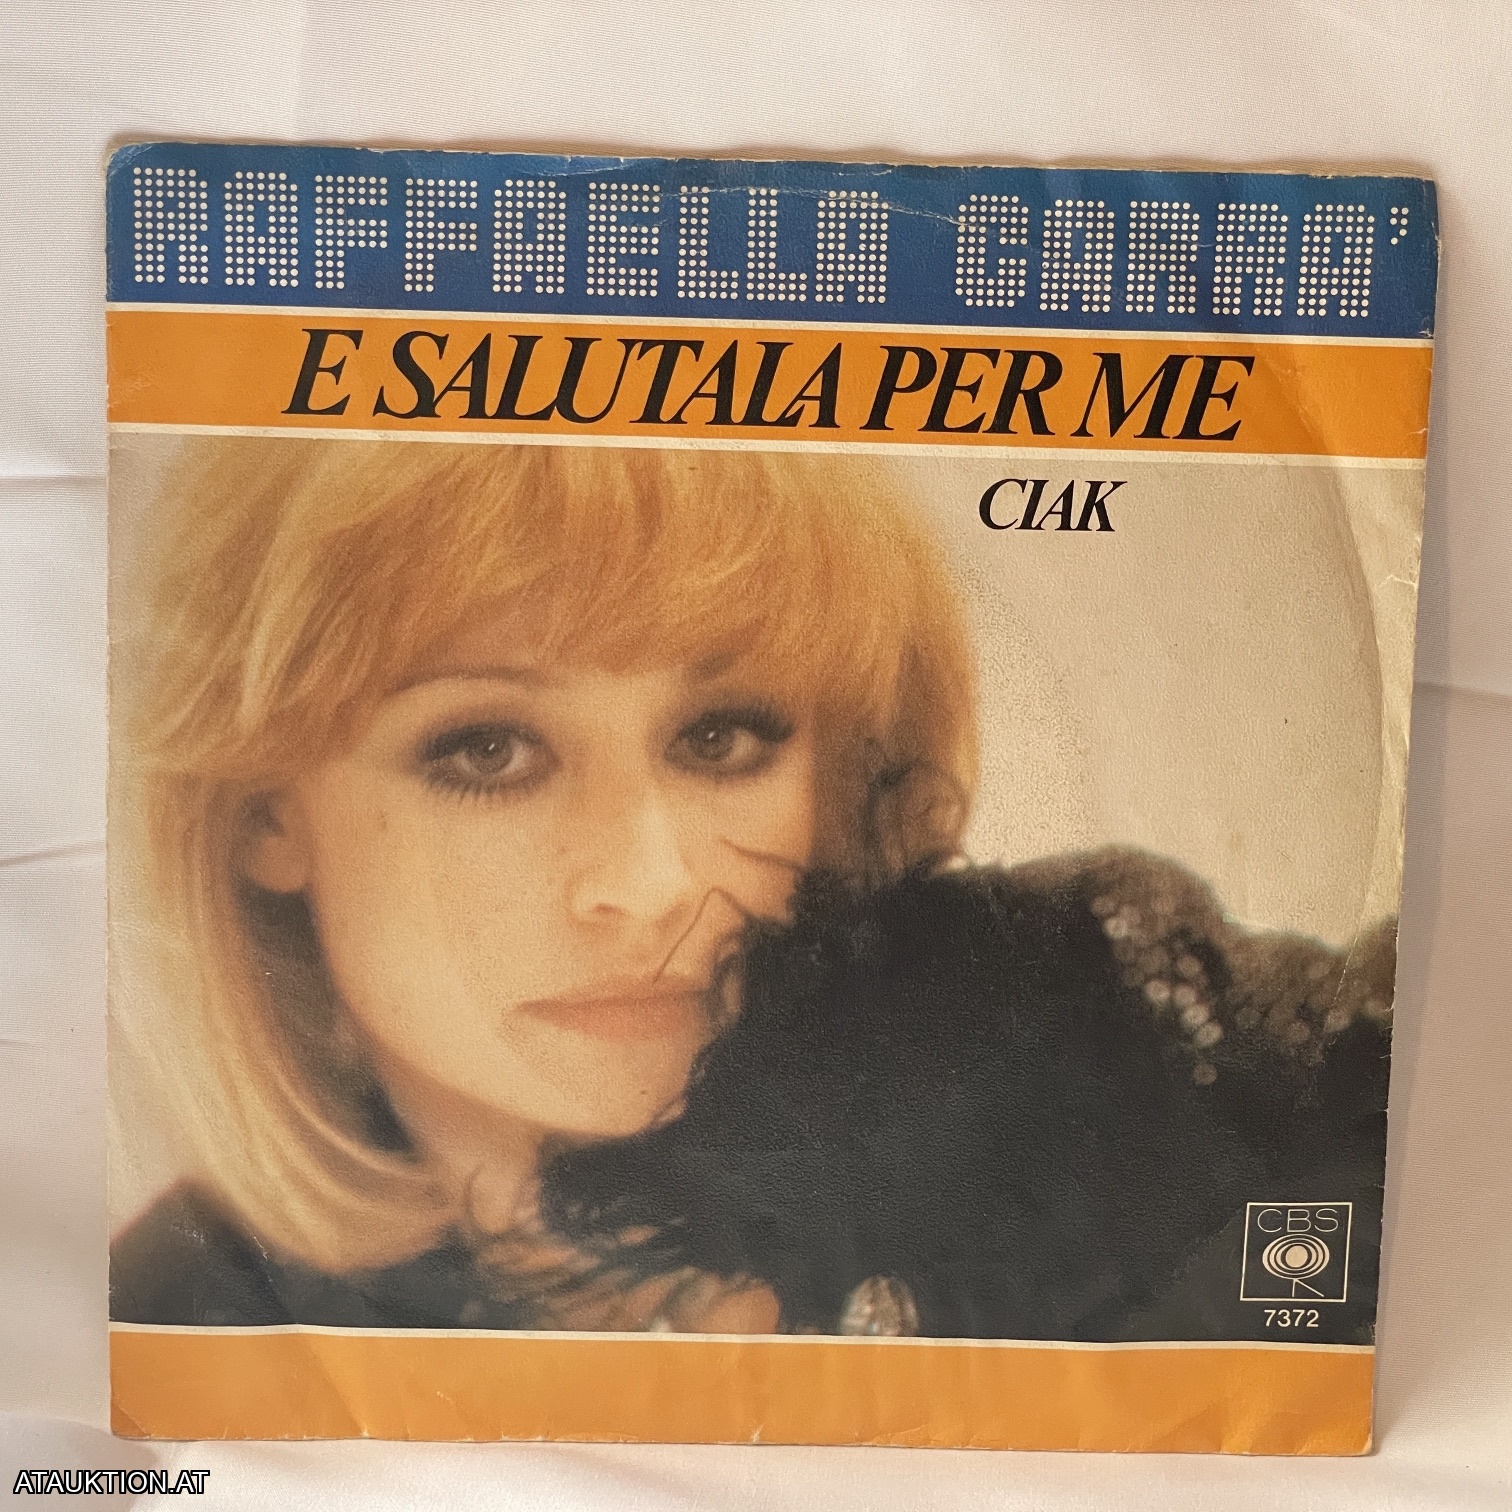 RAFFAELLA CARRA'
E SALUTALA PER ME
CIAK
CBS
7372
ATAUKTION.AT